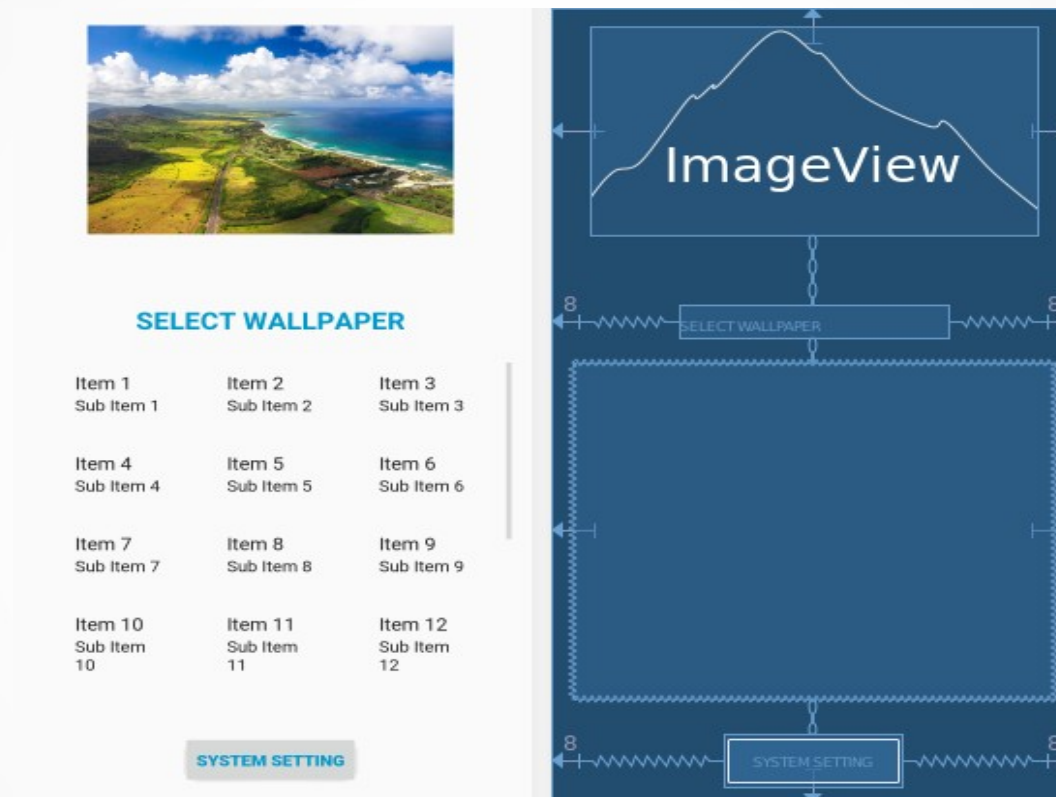 SELECT WALLPAPER
Item 1 Item 2 Item 3
Sub Item 1 Sub Item 2 Sub Item 3
Item 4 Item 5 Item 6
Sub Item 4 Sub Item 5 Sub Item 6
Item 7 Item 8 Item 9
Sub Item 7 Sub Item 8 Sub Item 9
Item 10 Item 11 Item 12
Sub Item Sub Item Sub Item
10 11 12
SYSTEM SETTING
ImageView
8 8
SELECT WALLPAPER
8 8
SYSTEM SETTING